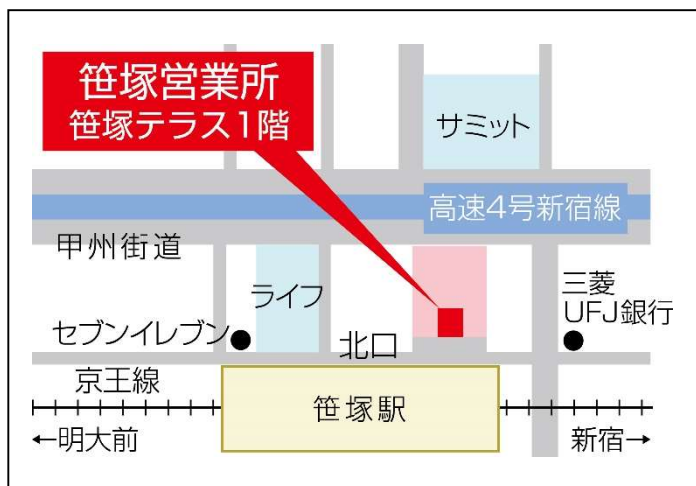 笹塚営業所
笹塚テラス1階
サミット
高速4号新宿線
甲州街道
ライフ
三菱
UFJ銀行
セブンイレブン
北口
京王線
笹塚駅
←明大前
新宿→